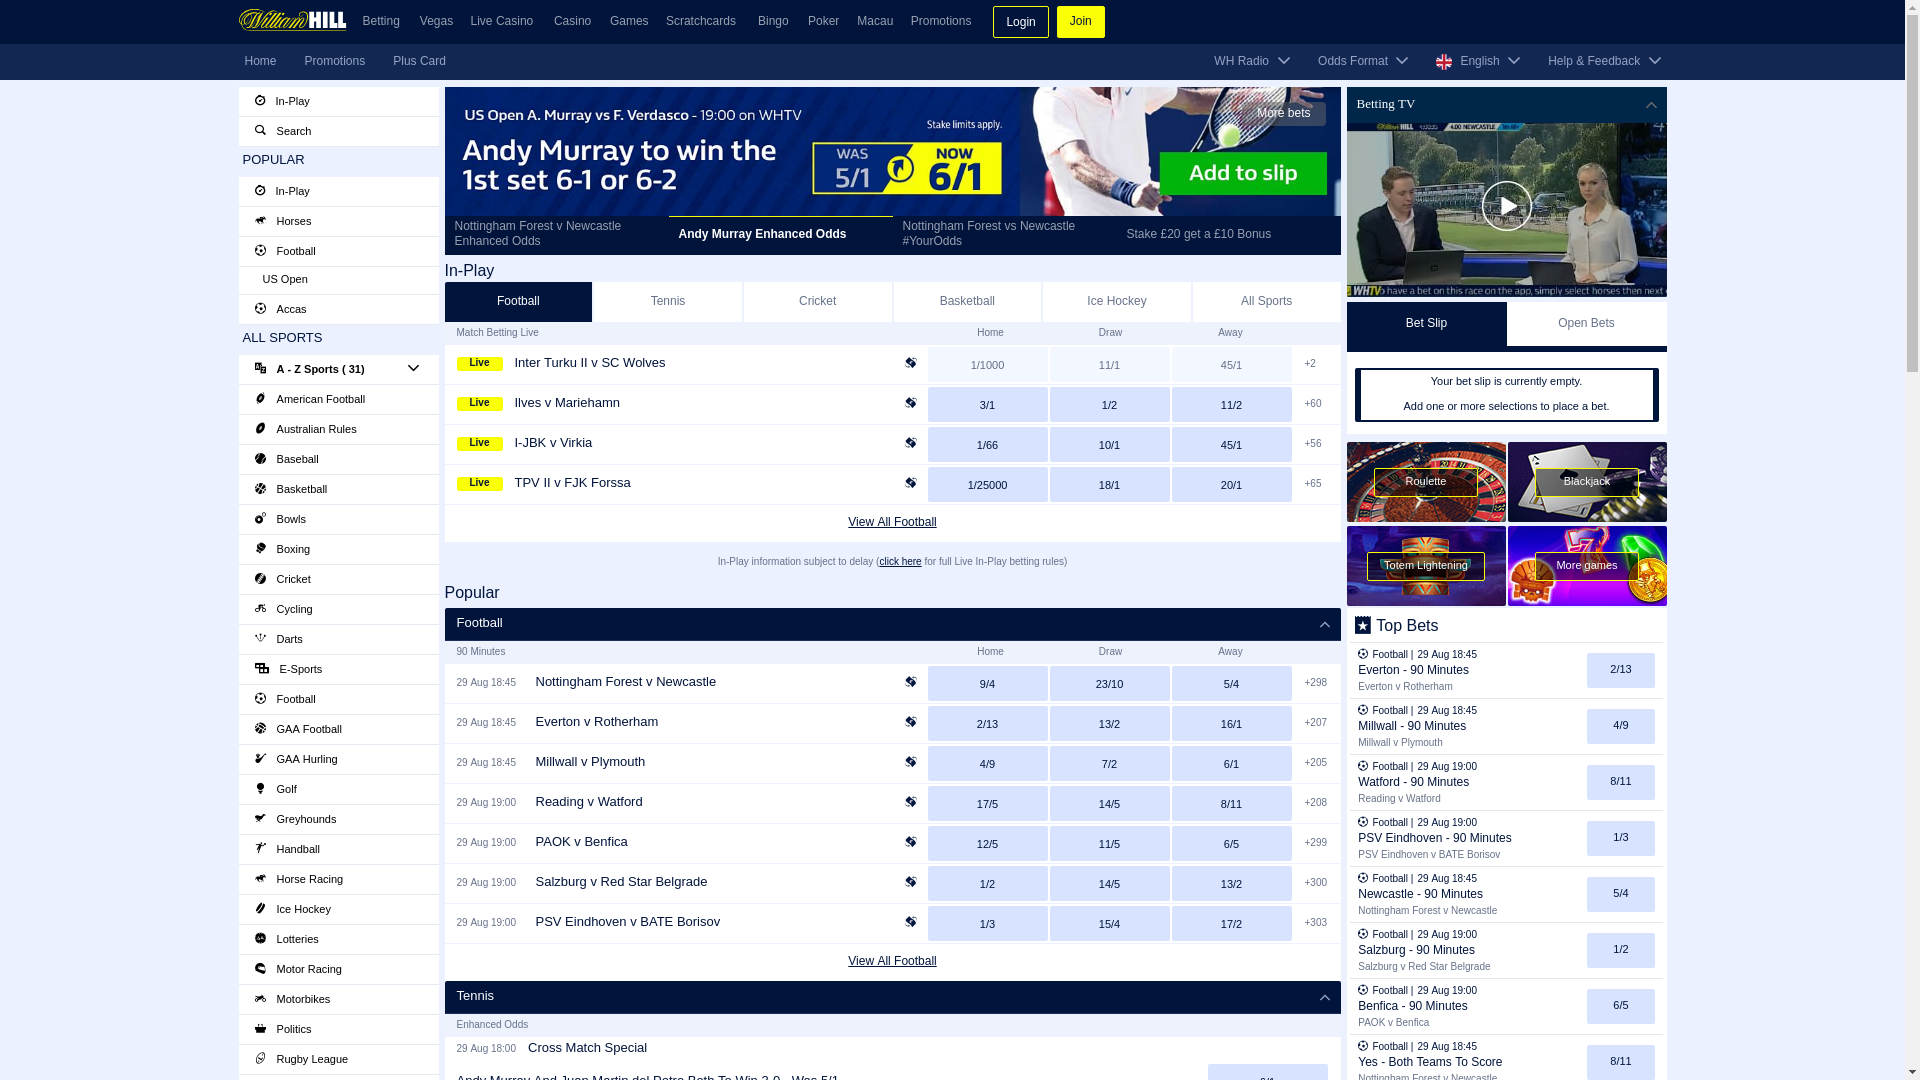 William HILL
Betting Vegas Live Casino Casino Games Scratchcards Bingo Poker Macau Promotions Login Join
Home Promotions Plus Card WH Radio Odds Format English Help & Feedback
In-Play
Search
POPULAR
In-Play
Horses
Football
US Open
Accas
ALL SPORTS
A - Z Sports ( 31)
American Football
Australian Rules
Baseball
Basketball
Bowls
Boxing
Cricket
Cycling
Darts
E-Sports
Football
GAA Football
GAA Hurling
Golf
Greyhounds
Handball
Horse Racing
Ice Hockey
Lotteries
Motor Racing
Motorbikes
Politics
Rugby League
US Open A. Murray vs F. Verdasco - 19:00 on WHTV
More bets
Stake limits apply.
Andy Murray to win the
1st set 6-1 or 6-2
WAS
5/1
NOW
6/1
Add to slip
Nottingham Forest v Newcastle Enhanced Odds
Andy Murray Enhanced Odds
Nottingham Forest vs Newcastle #YourOdds
Stake £20 get a £10 Bonus
In-Play
Football Tennis Cricket Basketball Ice Hockey All Sports
Match Betting Live Home Draw Away
Live Inter Turku II v SC Wolves 1/1000 11/1 45/1 +2
Live Ilves v Mariehamn 3/1 1/2 11/2 +60
Live I-JBK v Virkia 1/66 10/1 45/1 +56
Live TPV II v FJK Forssa 1/25000 18/1 20/1 +65
View All Football
In-Play information subject to delay (click here for full Live In-Play betting rules)
Popular
Football
90 Minutes Home Draw Away
29 Aug 18:45 Nottingham Forest v Newcastle 9/4 23/10 5/4 +298
29 Aug 18:45 Everton v Rotherham 2/13 13/2 16/1 +207
29 Aug 18:45 Millwall v Plymouth 4/9 7/2 6/1 +205
29 Aug 19:00 Reading v Watford 17/5 14/5 8/11 +208
29 Aug 19:00 PAOK v Benfica 12/5 11/5 6/5 +299
29 Aug 19:00 Salzburg v Red Star Belgrade 1/2 14/5 13/2 +300
29 Aug 19:00 PSV Eindhoven v BATE Borisov 1/3 15/4 17/2 +303
View All Football
Tennis
Enhanced Odds
29 Aug 18:00 Cross Match Special
Andy Murray And Juan Martin del Potro Both To Win 3-0 - Was 5/1 6/1
Betting TV
HILL 4.00 NEWCASTLE
WHTV o have a bet on this race on the app, simply select horses then next
Bet Slip Open Bets
Your bet slip is currently empty.
Add one or more selections to place a bet.
Roulette Blackjack
Totem Lightening More games
Top Bets
Football | 29 Aug 18:45
Everton - 90 Minutes 2/13
Everton v Rotherham
Football | 29 Aug 18:45
Millwall - 90 Minutes 4/9
Millwall v Plymouth
Football | 29 Aug 19:00
Watford - 90 Minutes 8/11
Reading v Watford
Football | 29 Aug 19:00
PSV Eindhoven - 90 Minutes 1/3
PSV Eindhoven v BATE Borisov
Football | 29 Aug 18:45
Newcastle - 90 Minutes 5/4
Nottingham Forest v Newcastle
Football | 29 Aug 19:00
Salzburg - 90 Minutes 1/2
Salzburg v Red Star Belgrade
Football | 29 Aug 19:00
Benfica - 90 Minutes 6/5
PAOK v Benfica
Football | 29 Aug 18:45
Yes - Both Teams To Score 8/11
Nottingham Forest v Newcastle